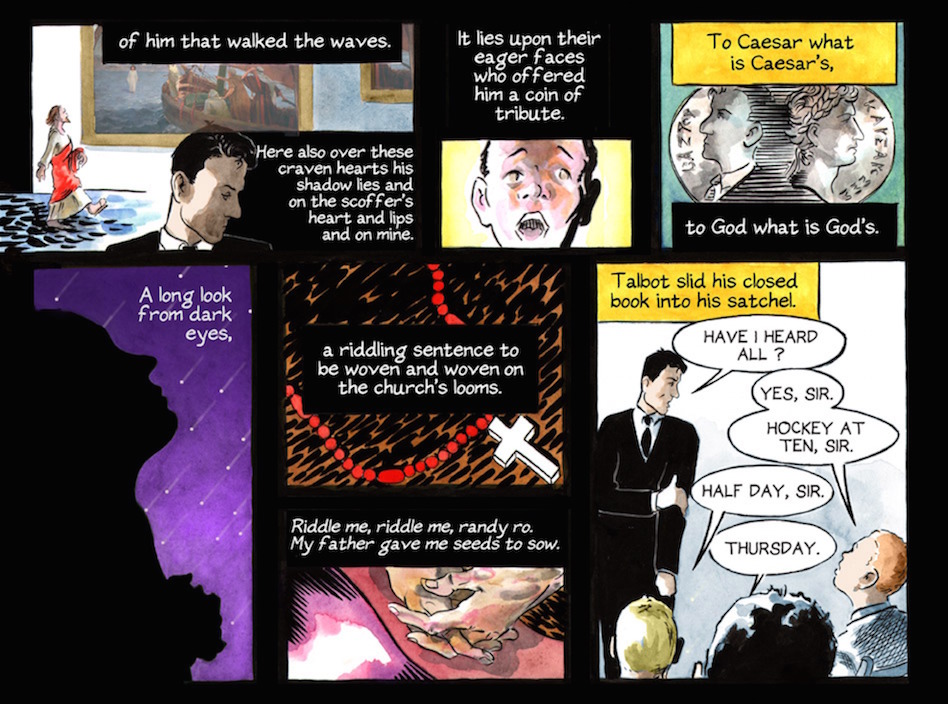 of him that walked the waves.
Here also over these
craven hearts his
shadow lies and
on the scoffer's
heart and lips
and on mine.
It lies upon their
eager faces
who offered
him a coin of
tribute.
To Caesar what
is Caesar's,
to God what is God's.
A long look
from dark
eyes,
a riddling sentence to
be woven and woven on
the church's looms.
Riddle me, riddle me, randy ro.
My father gave me seeds to sow.
Talbot slid his closed
book into his satchel.
HAVE I HEARD
ALL ?
YES, SIR.
HOCKEY AT
TEN, SIR.
HALF DAY, SIR.
THURSDAY.